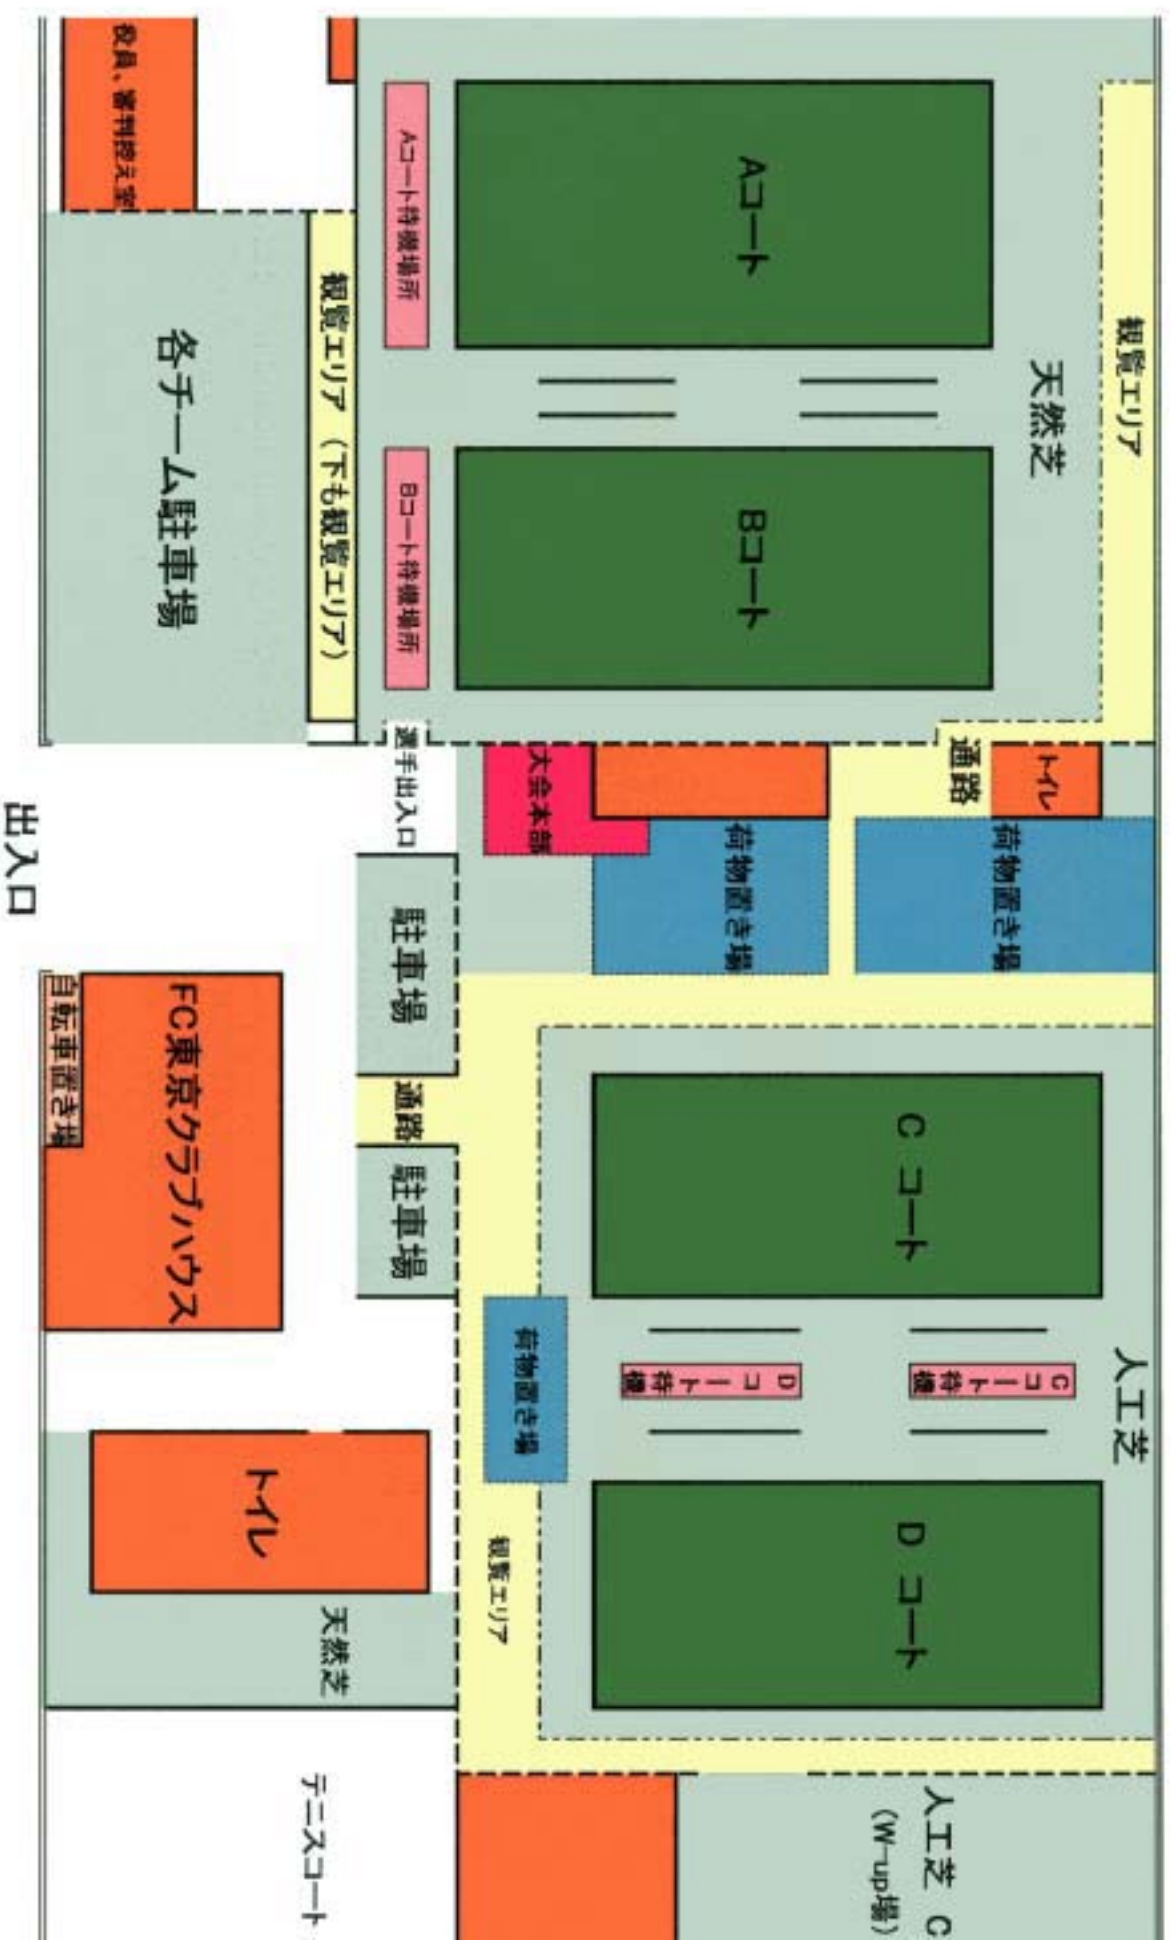 観覧エリア
天然芝
Aコート
Bコート
Aコート待機場所
Bコート待機場所
観覧エリア（下も観覧エリア）
役員、審判控え室
各チーム駐車場
トイレ
通路
荷物置き場
荷物置き場
大会本部
選手出入口
駐車場
通路
駐車場
出入口
人工芝
C コート
D コート
Cコート待機
Dコート待機
荷物置き場
観覧エリア
FC東京クラブハウス
自転車置き場
トイレ
天然芝
人工芝 C
（W-up場）
テニスコート